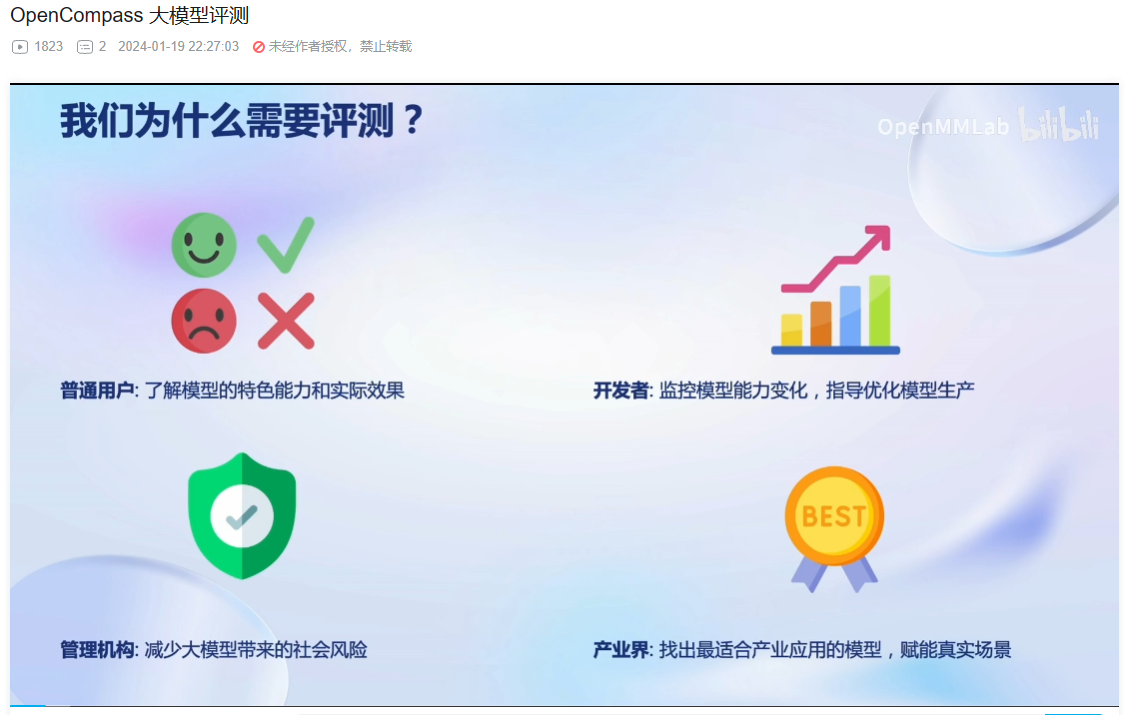 OpenCompass 大模型评测
1823 2 2024-01-19 22:27:03 未经作者授权，禁止转载
我们为什么需要评测？
OpenMMLab bilibili
普通用户: 了解模型的特色能力和实际效果
开发者: 监控模型能力变化，指导优化模型生产
BEST
管理机构: 减少大模型带来的社会风险
产业界: 找出最适合产业应用的模型，赋能真实场景